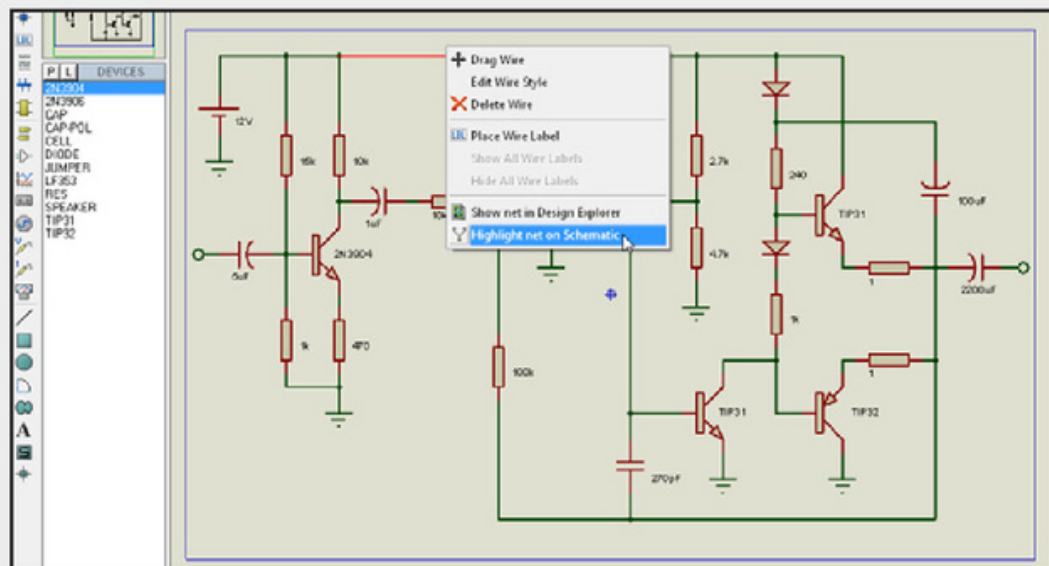 P L DEVICES
2N3904
2N3906
CAP
CAP-POL
CELL
DIODE
JUMPER
LF353
RES
SPEAKER
TIP31
TIP32
LBL
A
S
Drag Wire
Edit Wire Style
Delete Wire
LBL Place Wire Label
Show All Wire Labels
Hide All Wire Labels
Show net in Design Explorer
Highlight net on Schematic
12V
15k
10k
1uF
10k
2.7k
240
TIP31
100uF
5uF
2N3904
4.7k
1
2200uF
1k
470
100k
1k
1
TIP31
TIP32
270pF